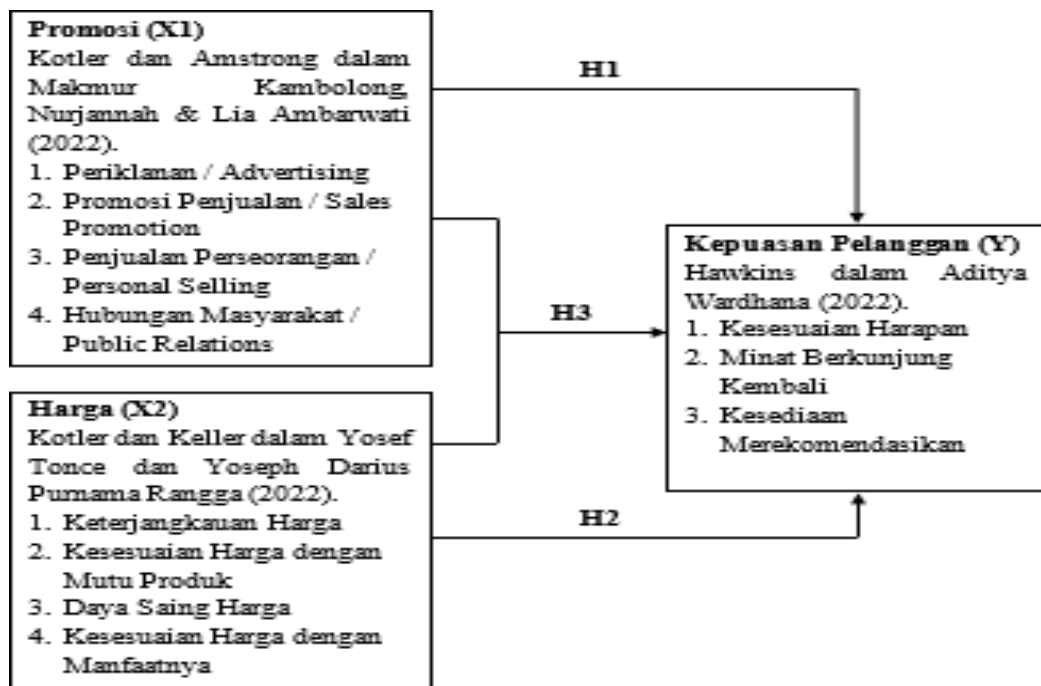 Promosi (X1)
Kotler dan Amstrong dalam
Makmur Kambolong,
Nurjannah & Lia Ambarwati
(2022).
1. Periklanan / Advertising
2. Promosi Penjualan / Sales
Promotion
3. Penjualan Perseorangan /
Personal Selling
4. Hubungan Masyarakat /
Public Relations
Harga (X2)
Kotler dan Keller dalam Yosef
Tonce dan Yoseph Darius
Purnama Rangga (2022).
1. Keterjangkauan Harga
2. Kesesuaian Harga dengan
Mutu Produk
3. Daya Saing Harga
4. Kesesuaian Harga dengan
Manfaatnya
H1
H3
H2
Kepuasan Pelanggan (Y)
Hawkins dalam Aditya
Wardhana (2022).
1. Kesesuaian Harapan
2. Minat Berkunjung
Kembali
3. Kesediaan
Merekomendasikan